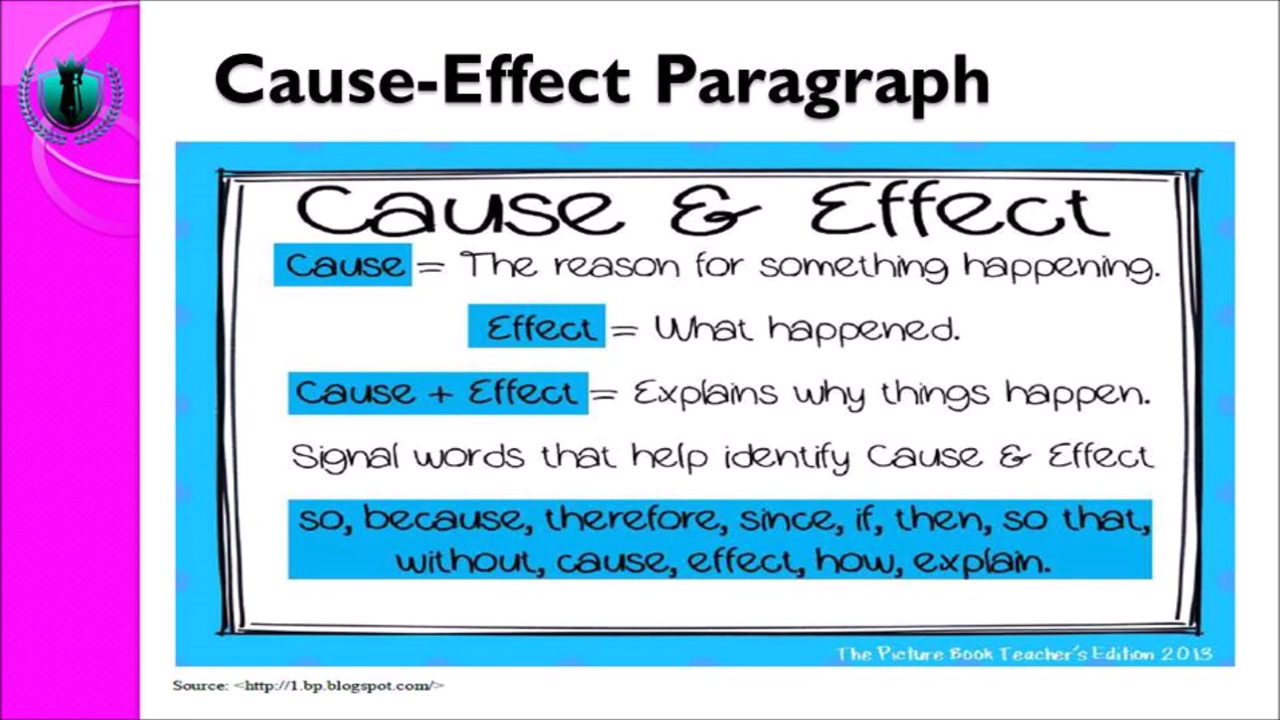 Cause-Effect Paragraph
Cause & Effect
Cause = The reason for something happening.
Effect = What happened.
Cause + Effect = Explains why things happen.
Signal words that help identify Cause & Effect
so, because, therefore, since, if, then, so that,
without, cause, effect, how, explain.
The Picture Book Teacher's Edition 2013
Source: <http://1.bp.blogspot.com/>